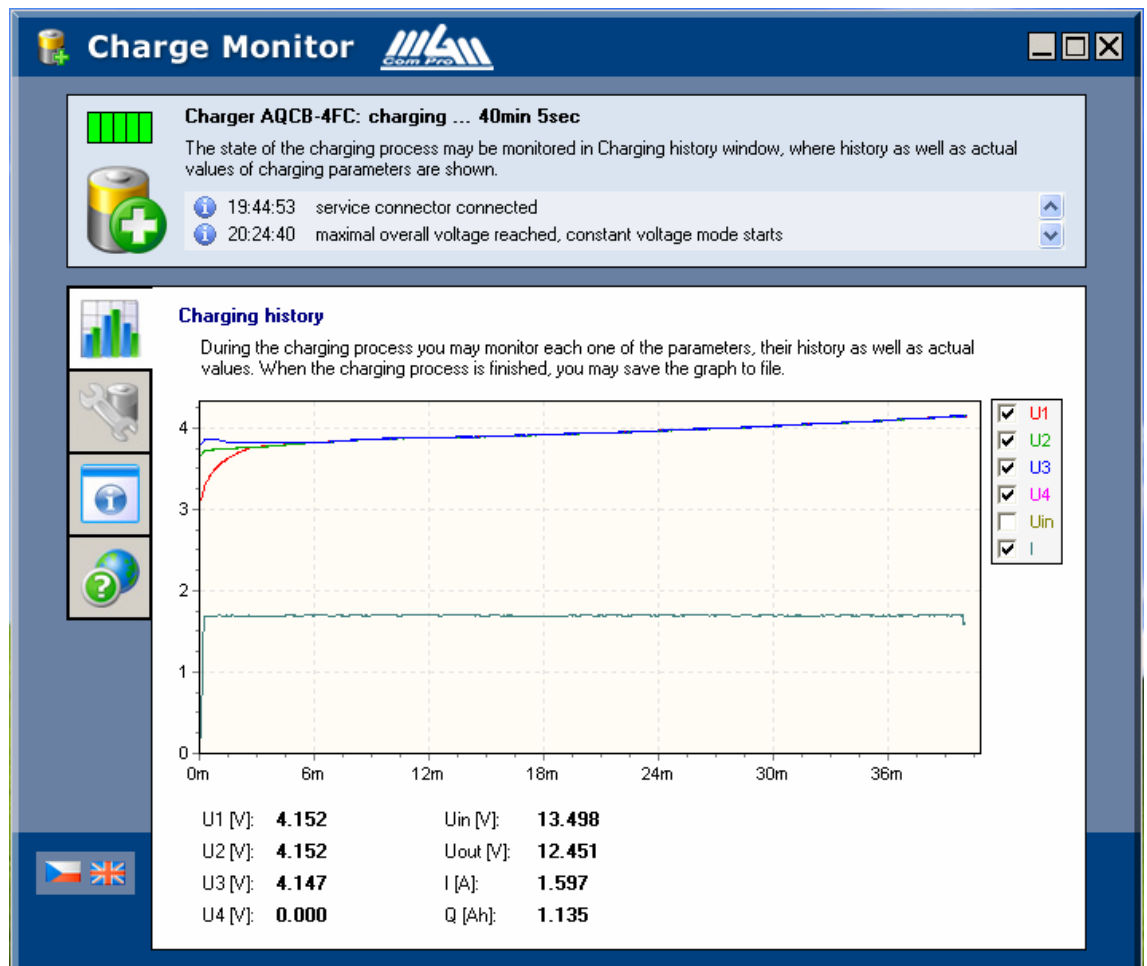 Charge Monitor
MGM
Com Pro
Charger AQCB-4FC: charging ... 40min 5sec
The state of the charging process may be monitored in Charging history window, where history as well as actual
values of charging parameters are shown.
19:44:53 service connector connected
20:24:40 maximal overall voltage reached, constant voltage mode starts
Charging history
During the charging process you may monitor each one of the parameters, their history as well as actual
values. When the charging process is finished, you may save the graph to file.
4
3
2
1
0
0m 6m 12m 18m 24m 30m 36m
U1
U2
U3
U4
Uin
I
U1 [V]: 4.152 Uin [V]: 13.498
U2 [V]: 4.152 Uout [V]: 12.451
U3 [V]: 4.147 I [A]: 1.597
U4 [V]: 0.000 Q [Ah]: 1.135